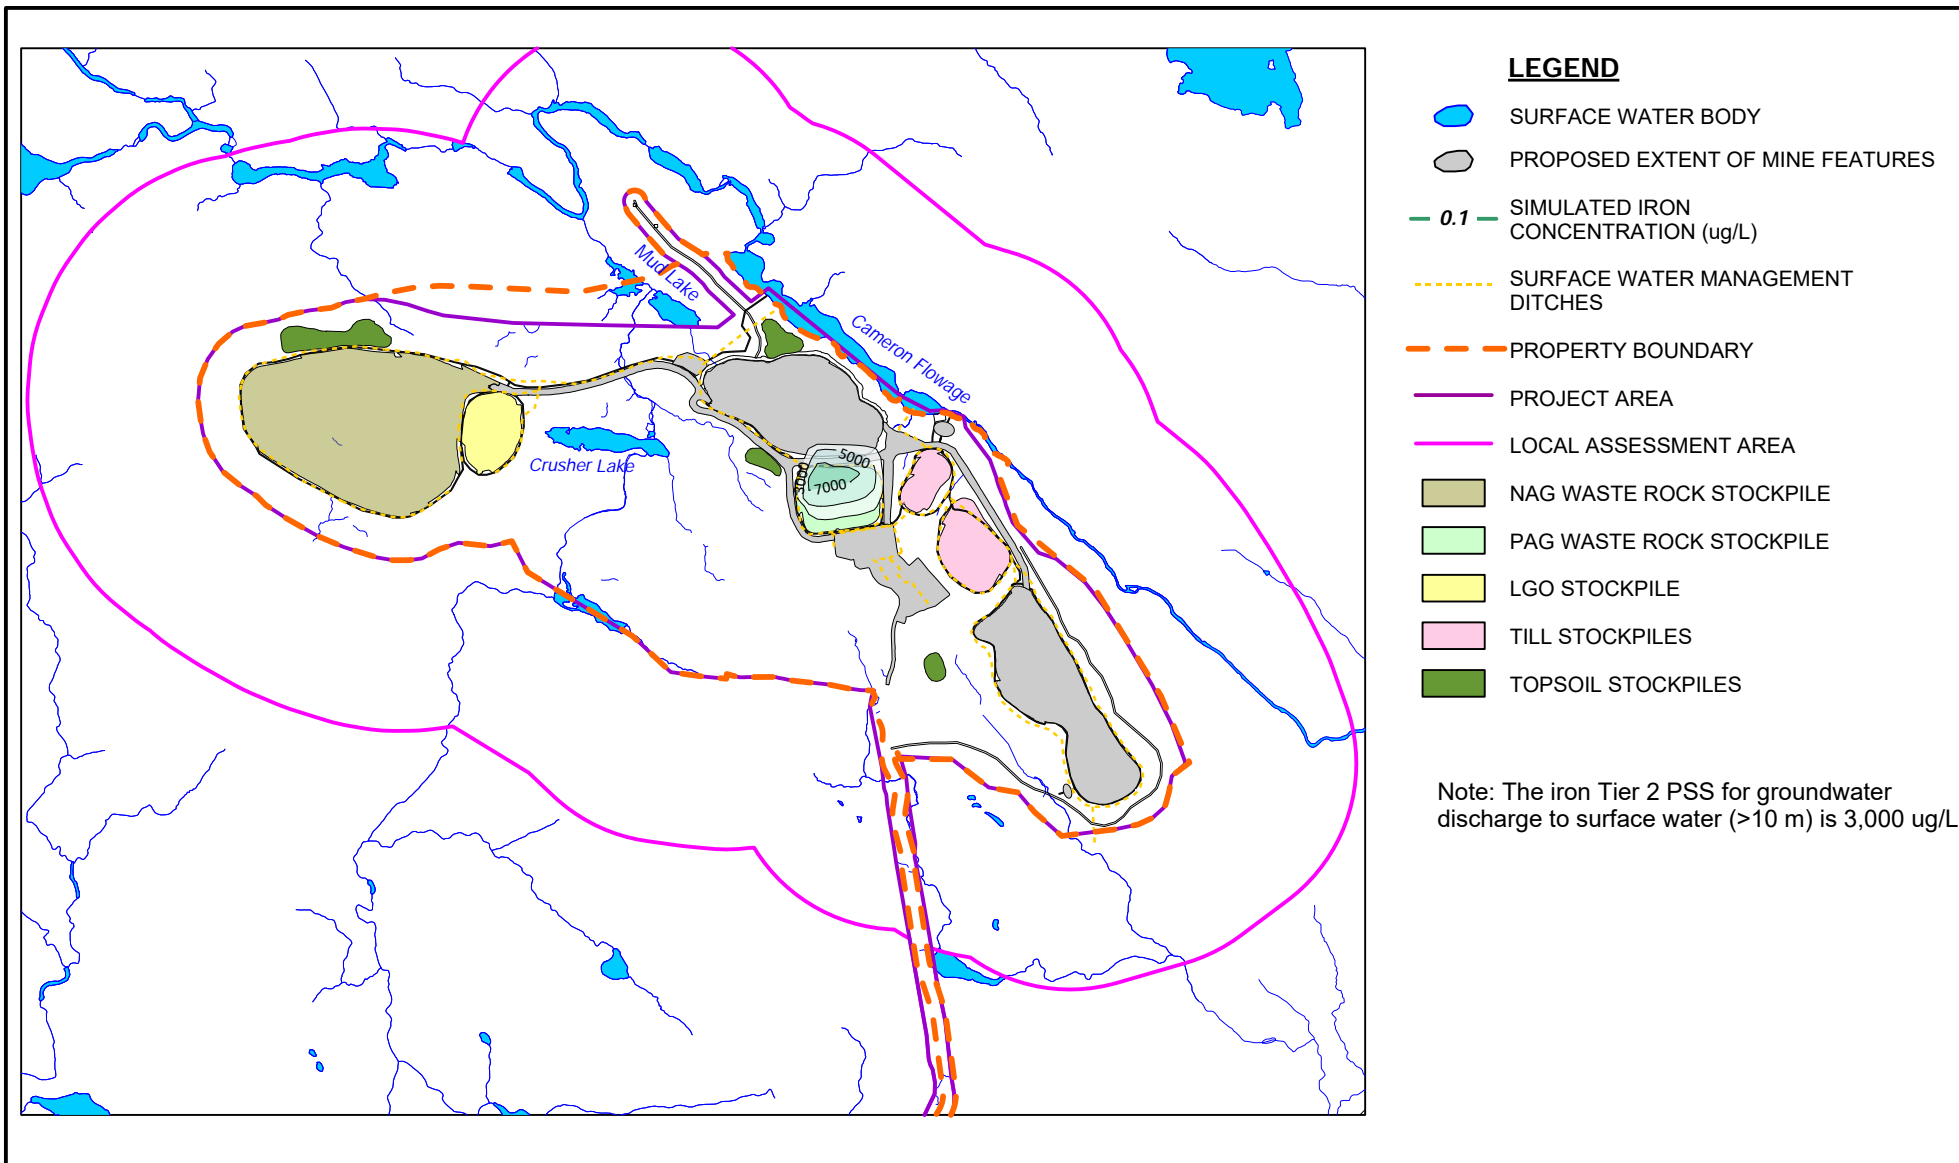 LEGEND
SURFACE WATER BODY
PROPOSED EXTENT OF MINE FEATURES
0.1
SIMULATED IRON
CONCENTRATION (ug/L)
SURFACE WATER MANAGEMENT
DITCHES
PROPERTY BOUNDARY
PROJECT AREA
LOCAL ASSESSMENT AREA
NAG WASTE ROCK STOCKPILE
PAG WASTE ROCK STOCKPILE
LGO STOCKPILE
TILL STOCKPILES
TOPSOIL STOCKPILES
Note: The iron Tier 2 PSS for groundwater
discharge to surface water (>10 m) is 3,000 ug/L
Mud Lake
Cameron Flowage
Crusher Lake
5000
3000
7000